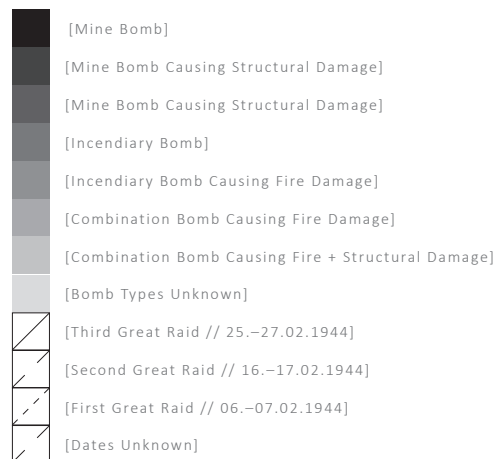 [Mine Bomb]
[Mine Bomb Causing Structural Damage]
[Mine Bomb Causing Structural Damage]
[Incendiary Bomb]
[Incendiary Bomb Causing Fire Damage]
[Combination Bomb Causing Fire Damage]
[Combination Bomb Causing Fire + Structural Damage]
[Bomb Types Unknown]
[Third Great Raid // 25.–27.02.1944]
[Second Great Raid // 16.–17.02.1944]
[First Great Raid // 06.–07.02.1944]
[Dates Unknown]